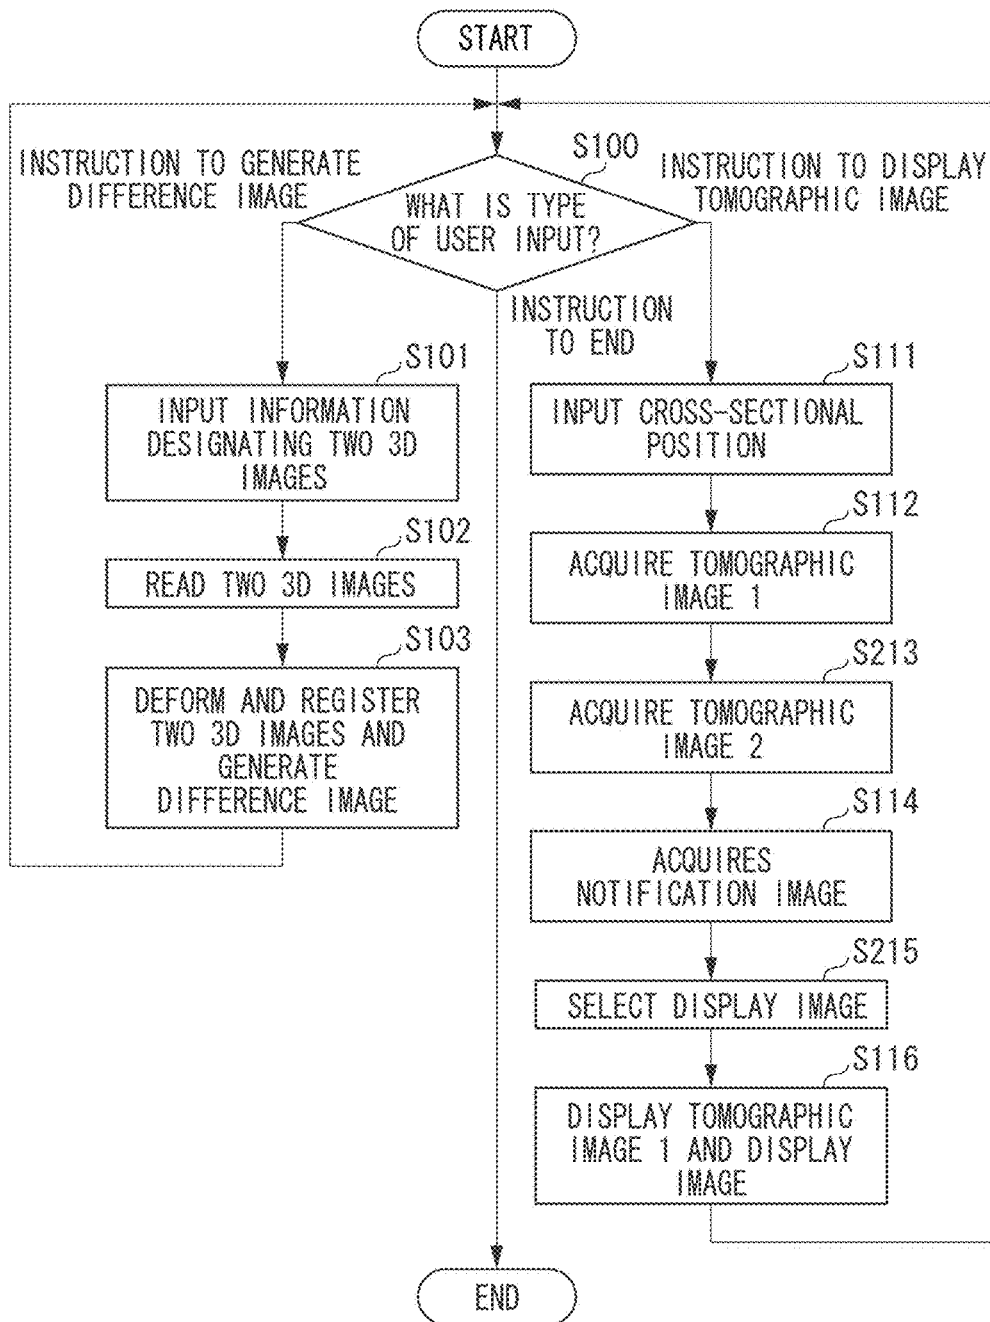 START
INSTRUCTION TO GENERATE
DIFFERENCE IMAGE
S100
INSTRUCTION TO DISPLAY
TOMOGRAPHIC IMAGE
WHAT IS TYPE
OF USER INPUT?
INSTRUCTION
TO END
S101
INPUT INFORMATION
DESIGNATING TWO 3D
IMAGES
S102
READ TWO 3D IMAGES
S103
DEFORM AND REGISTER
TWO 3D IMAGES AND
GENERATE
DIFFERENCE IMAGE
S111
INPUT CROSS-SECTIONAL
POSITION
S112
ACQUIRE TOMOGRAPHIC
IMAGE 1
S213
ACQUIRE TOMOGRAPHIC
IMAGE 2
S114
ACQUIRES
NOTIFICATION IMAGE
S215
SELECT DISPLAY IMAGE
S116
DISPLAY TOMOGRAPHIC
IMAGE 1 AND DISPLAY
IMAGE
END